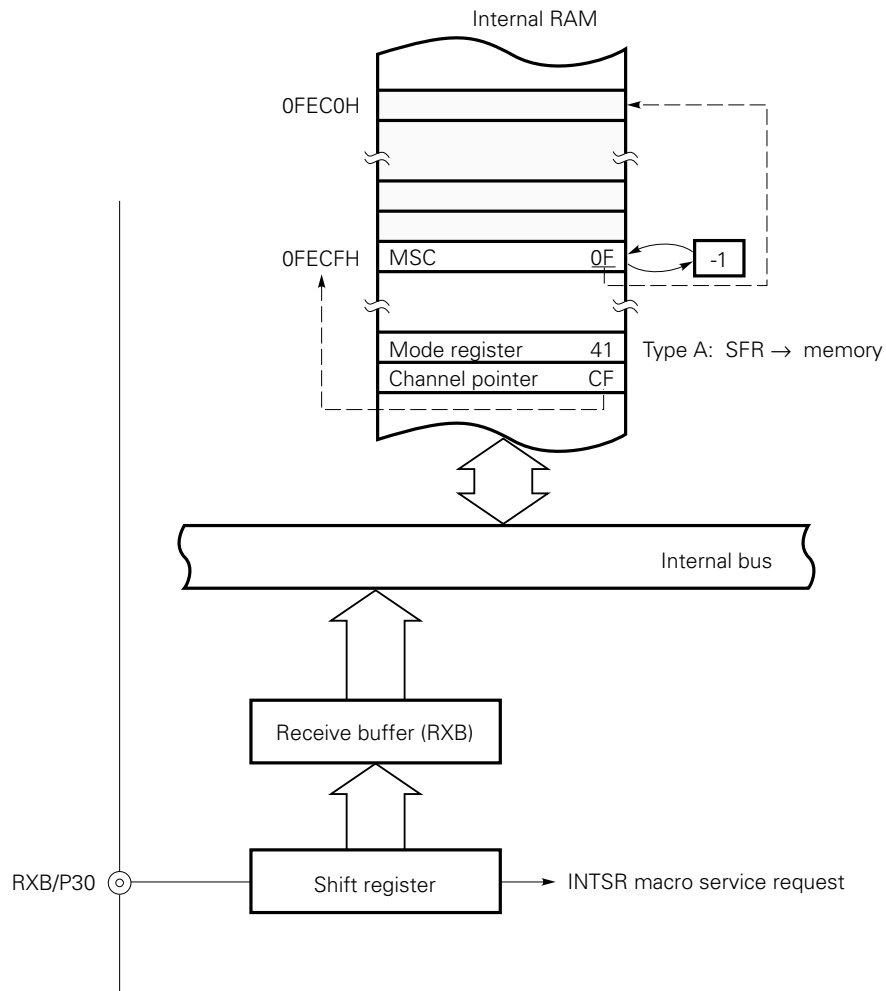 Internal RAM
0FEC0H
0FECFH MSC 0F -1
Mode register 41 Type A: SFR → memory
Channel pointer CF
Internal bus
Receive buffer (RXB)
RXB/P30 Shift register INTSR macro service request